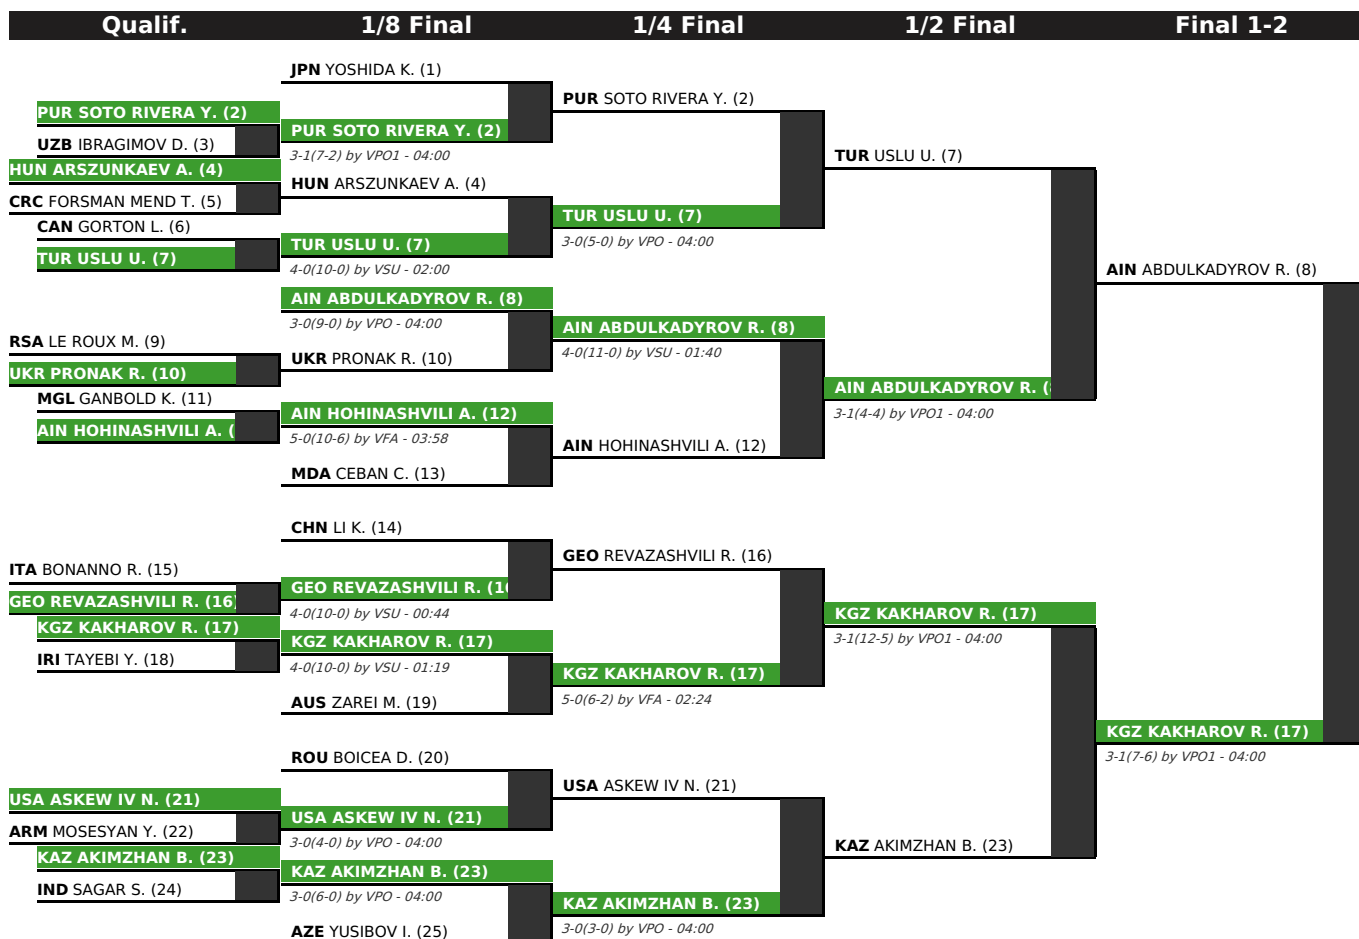 Qualif.
1/8 Final
1/4 Final
1/2 Final
Final 1-2
PUR SOTO RIVERA Y. (2)
UZB IBRAGIMOV D. (3)
HUN ARSZUNKAEV A. (4)
CRC FORSMAN MEND T. (5)
CAN GORTON L. (6)
TUR USLU U. (7)
RSA LE ROUX M. (9)
UKR PRONAK R. (10)
MGL GANBOLD K. (11)
AIN HOHINASHVILI A. (
ITA BONANNO R. (15)
GEO REVAZASHVILI R. (16)
KGZ KAKHAROV R. (17)
IRI TAYEBI Y. (18)
USA ASKEW IV N. (21)
ARM MOSESYAN Y. (22)
KAZ AKIMZHAN B. (23)
IND SAGAR S. (24)
JPN YOSHIDA K. (1)
PUR SOTO RIVERA Y. (2)
3-1(7-2) by VPO1 - 04:00
HUN ARSZUNKAEV A. (4)
TUR USLU U. (7)
4-0(10-0) by VSU - 02:00
AIN ABDULKADYROV R. (8)
3-0(9-0) by VPO - 04:00
UKR PRONAK R. (10)
AIN HOHINASHVILI A. (12)
5-0(10-6) by VFA - 03:58
MDA CEBAN C. (13)
CHN LI K. (14)
GEO REVAZASHVILI R. (16
4-0(10-0) by VSU - 00:44
KGZ KAKHAROV R. (17)
4-0(10-0) by VSU - 01:19
AUS ZAREI M. (19)
ROU BOICEA D. (20)
USA ASKEW IV N. (21)
3-0(4-0) by VPO - 04:00
KAZ AKIMZHAN B. (23)
3-0(6-0) by VPO - 04:00
AZE YUSIBOV I. (25)
PUR SOTO RIVERA Y. (2)
TUR USLU U. (7)
3-0(5-0) by VPO - 04:00
AIN ABDULKADYROV R. (8)
4-0(11-0) by VSU - 01:40
AIN HOHINASHVILI A. (12)
GEO REVAZASHVILI R. (16)
KGZ KAKHAROV R. (17)
5-0(6-2) by VFA - 02:24
USA ASKEW IV N. (21)
KAZ AKIMZHAN B. (23)
3-0(3-0) by VPO - 04:00
TUR USLU U. (7)
AIN ABDULKADYROV R. (8
3-1(4-4) by VPO1 - 04:00
KGZ KAKHAROV R. (17)
3-1(12-5) by VPO1 - 04:00
KAZ AKIMZHAN B. (23)
AIN ABDULKADYROV R. (8)
KGZ KAKHAROV R. (17)
3-1(7-6) by VPO1 - 04:00